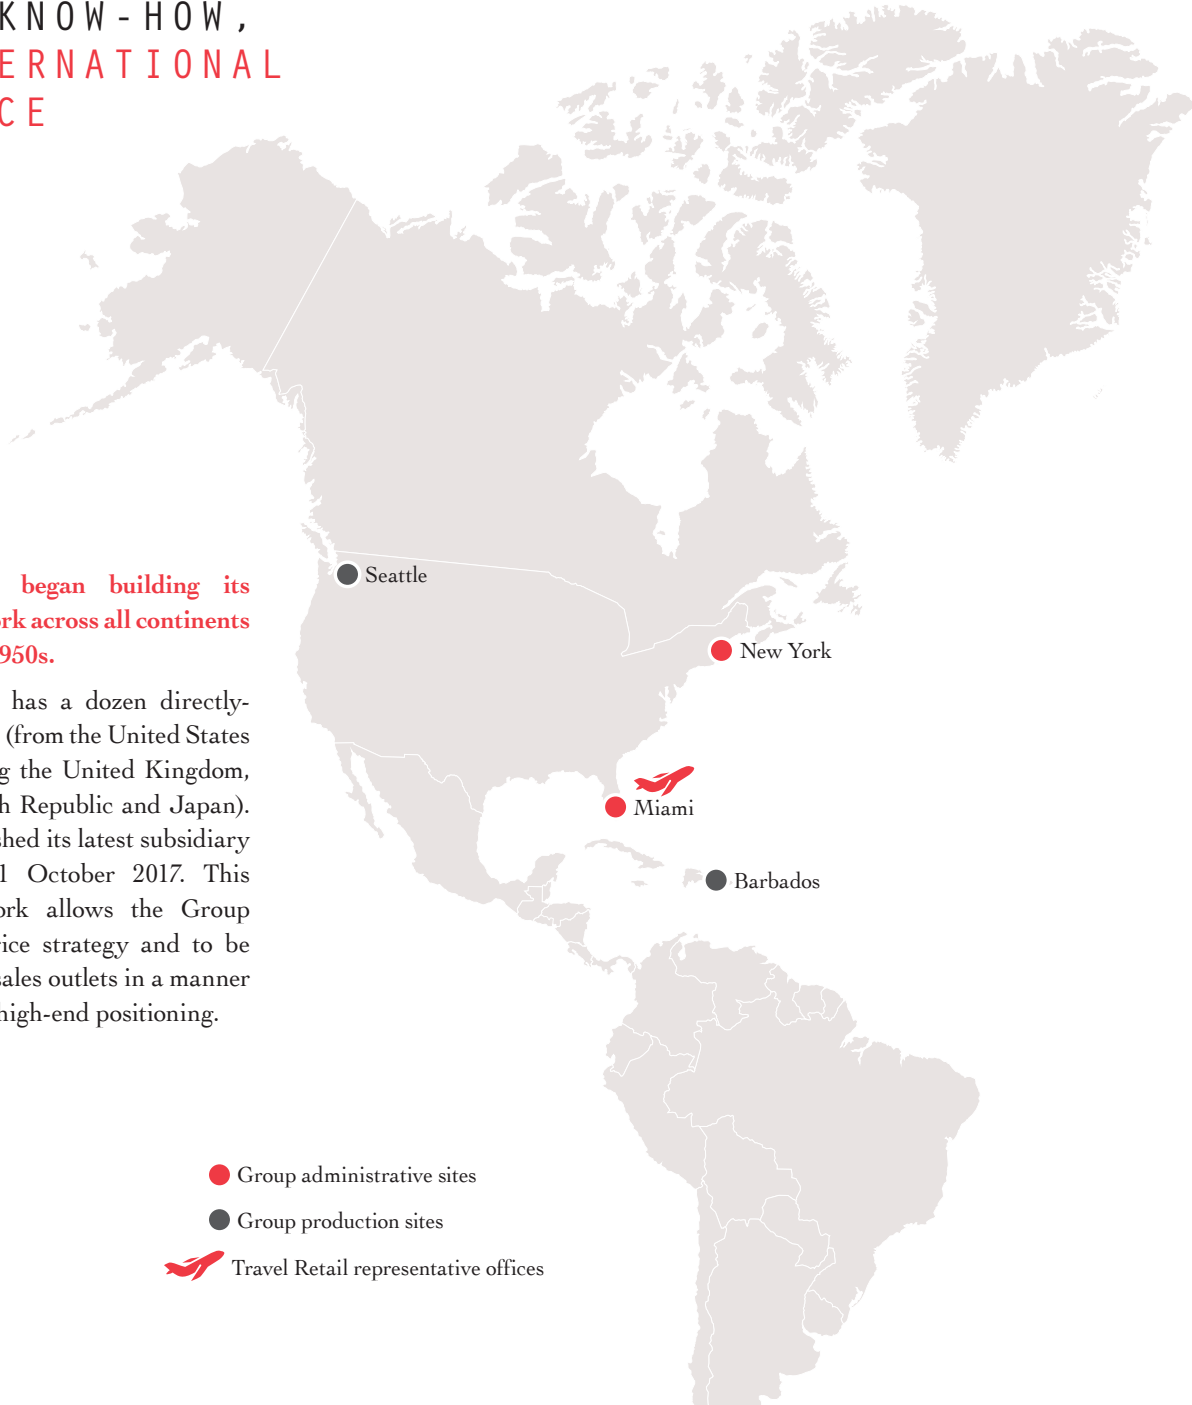 KNOW-HOW,
ERNATIONAL
CE
began building its
rk across all continents
950s.
has a dozen directly-
(from the United States
g the United Kingdom,
h Republic and Japan).
shed its latest subsidiary
1 October 2017. This
ork allows the Group
ice strategy and to be
sales outlets in a manner
high-end positioning.
Seattle
New York
Miami
Barbados
Group administrative sites
Group production sites
Travel Retail representative offices